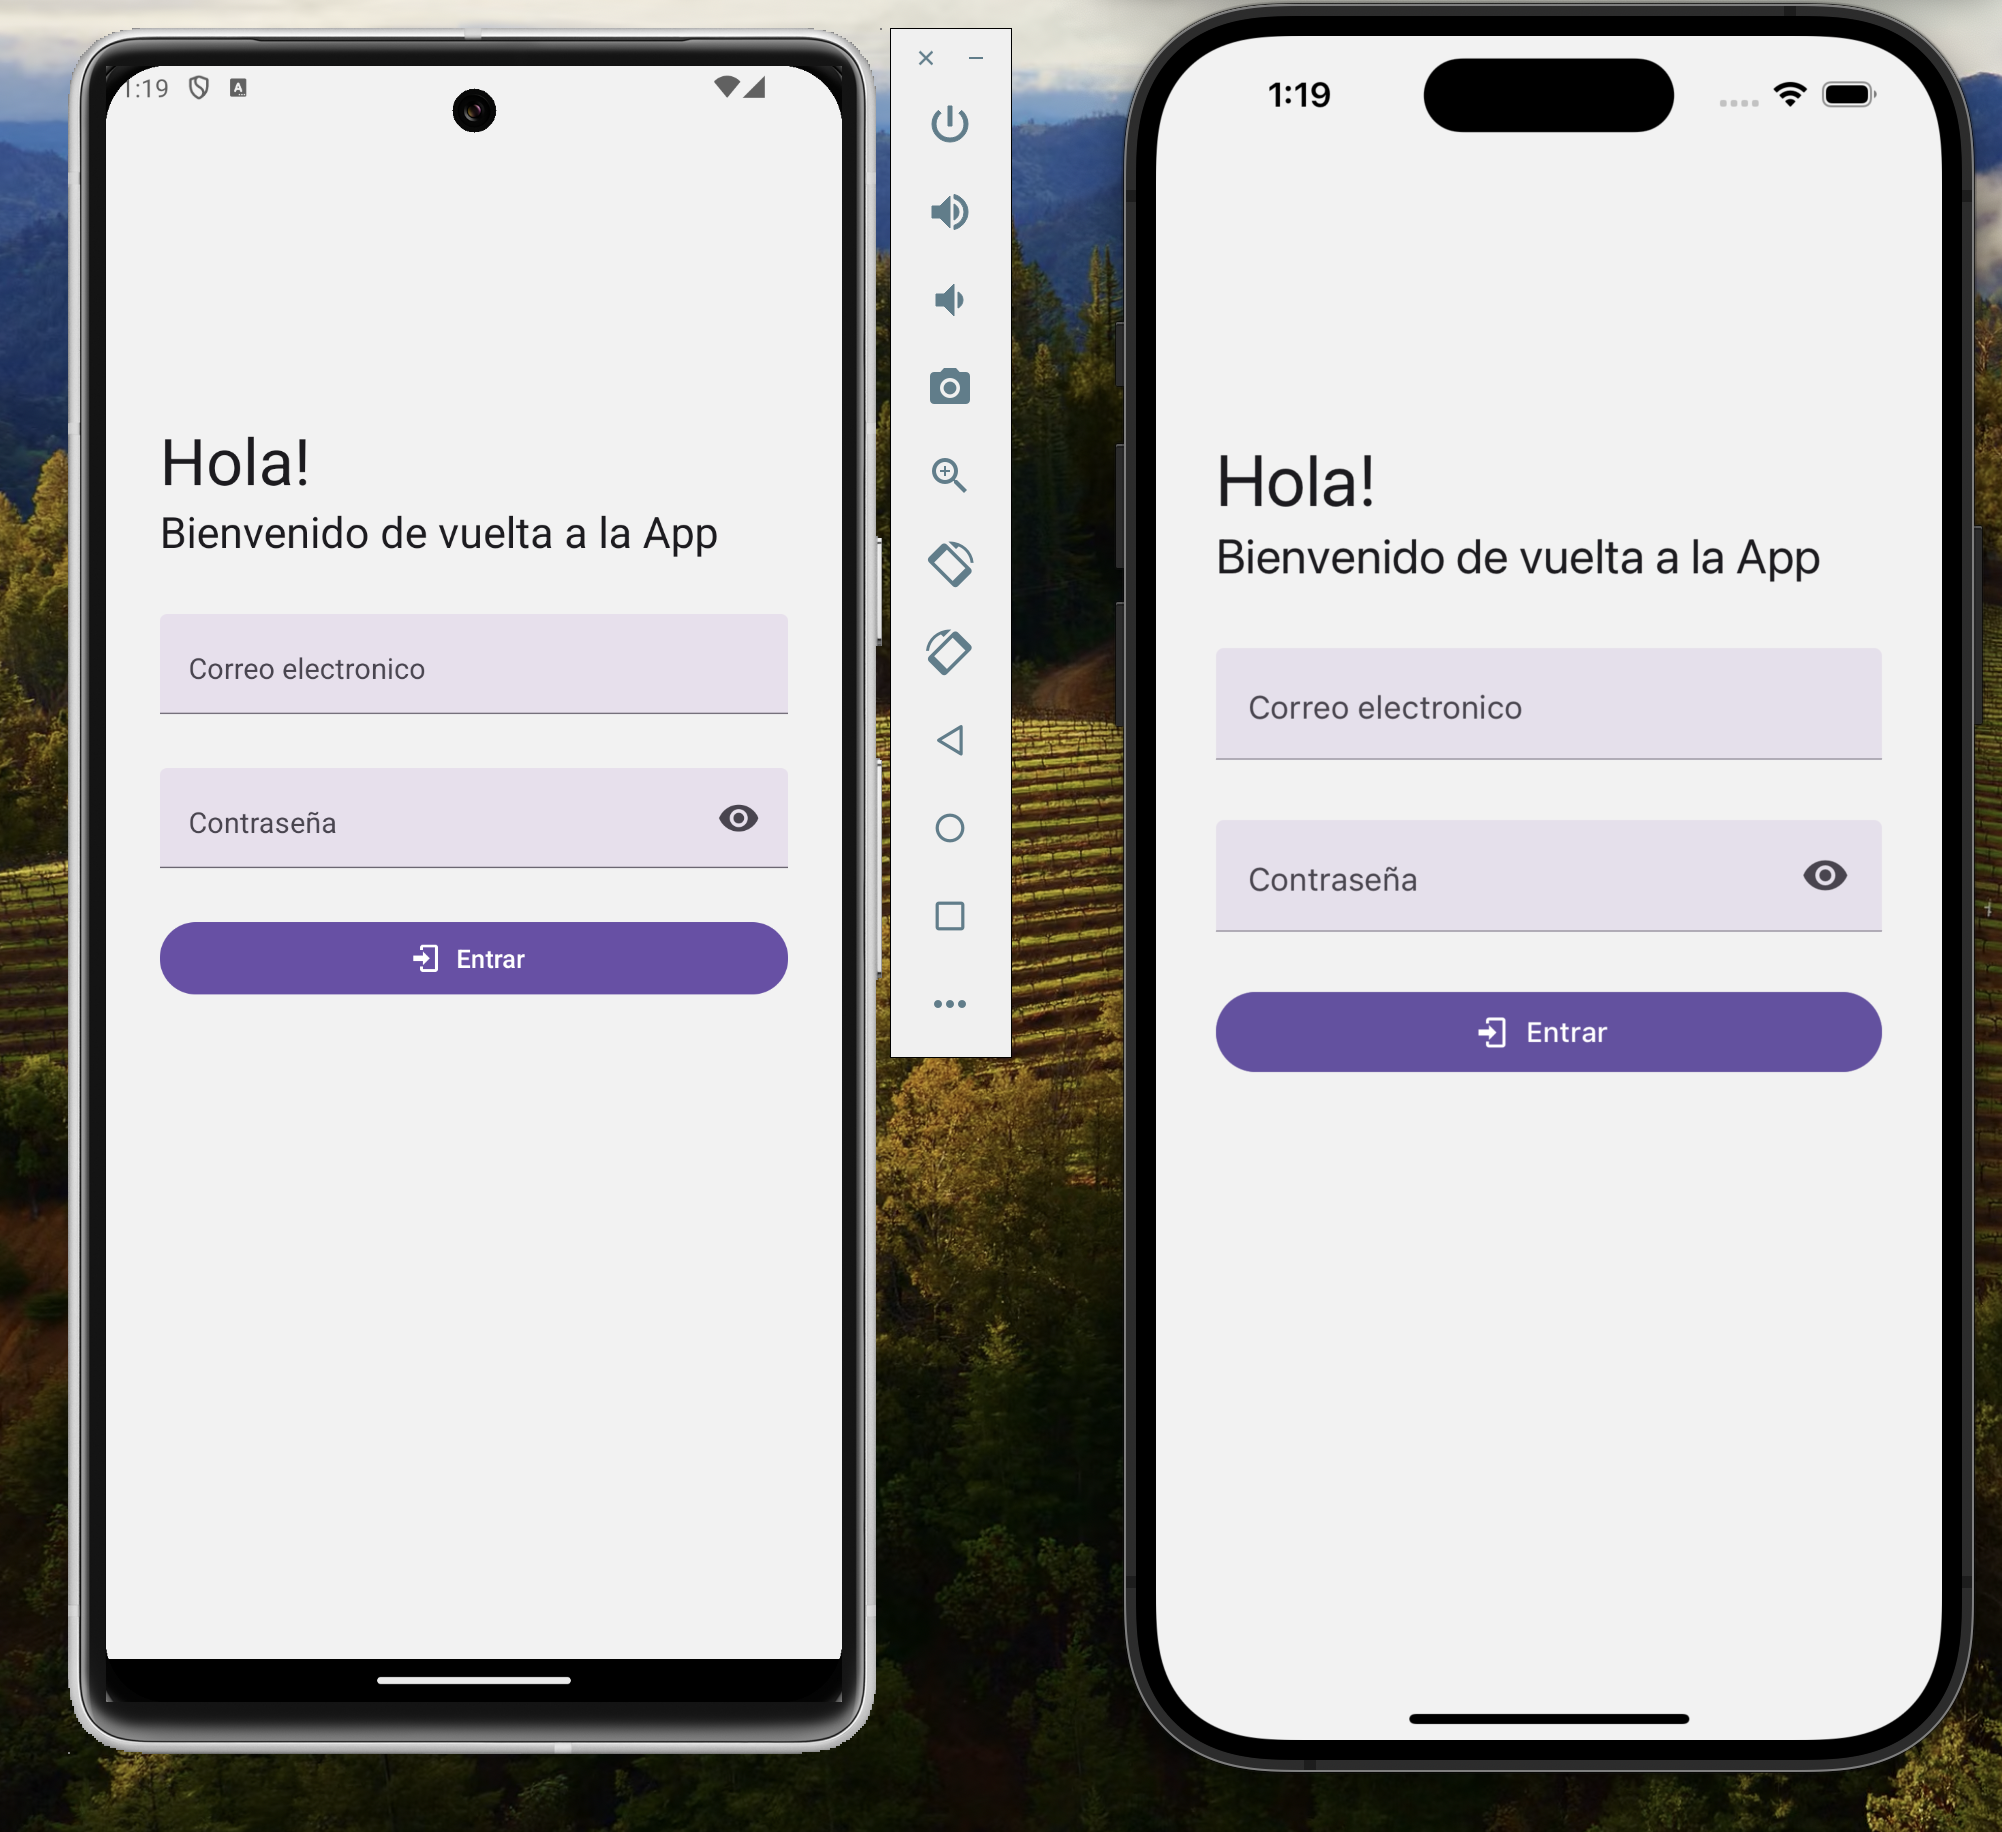 1:19
Hola!
Bienvenido de vuelta a la App
Correo electronico
Contraseña
Entrar
1:19
Hola!
Bienvenido de vuelta a la App
Correo electronico
Contraseña
Entrar